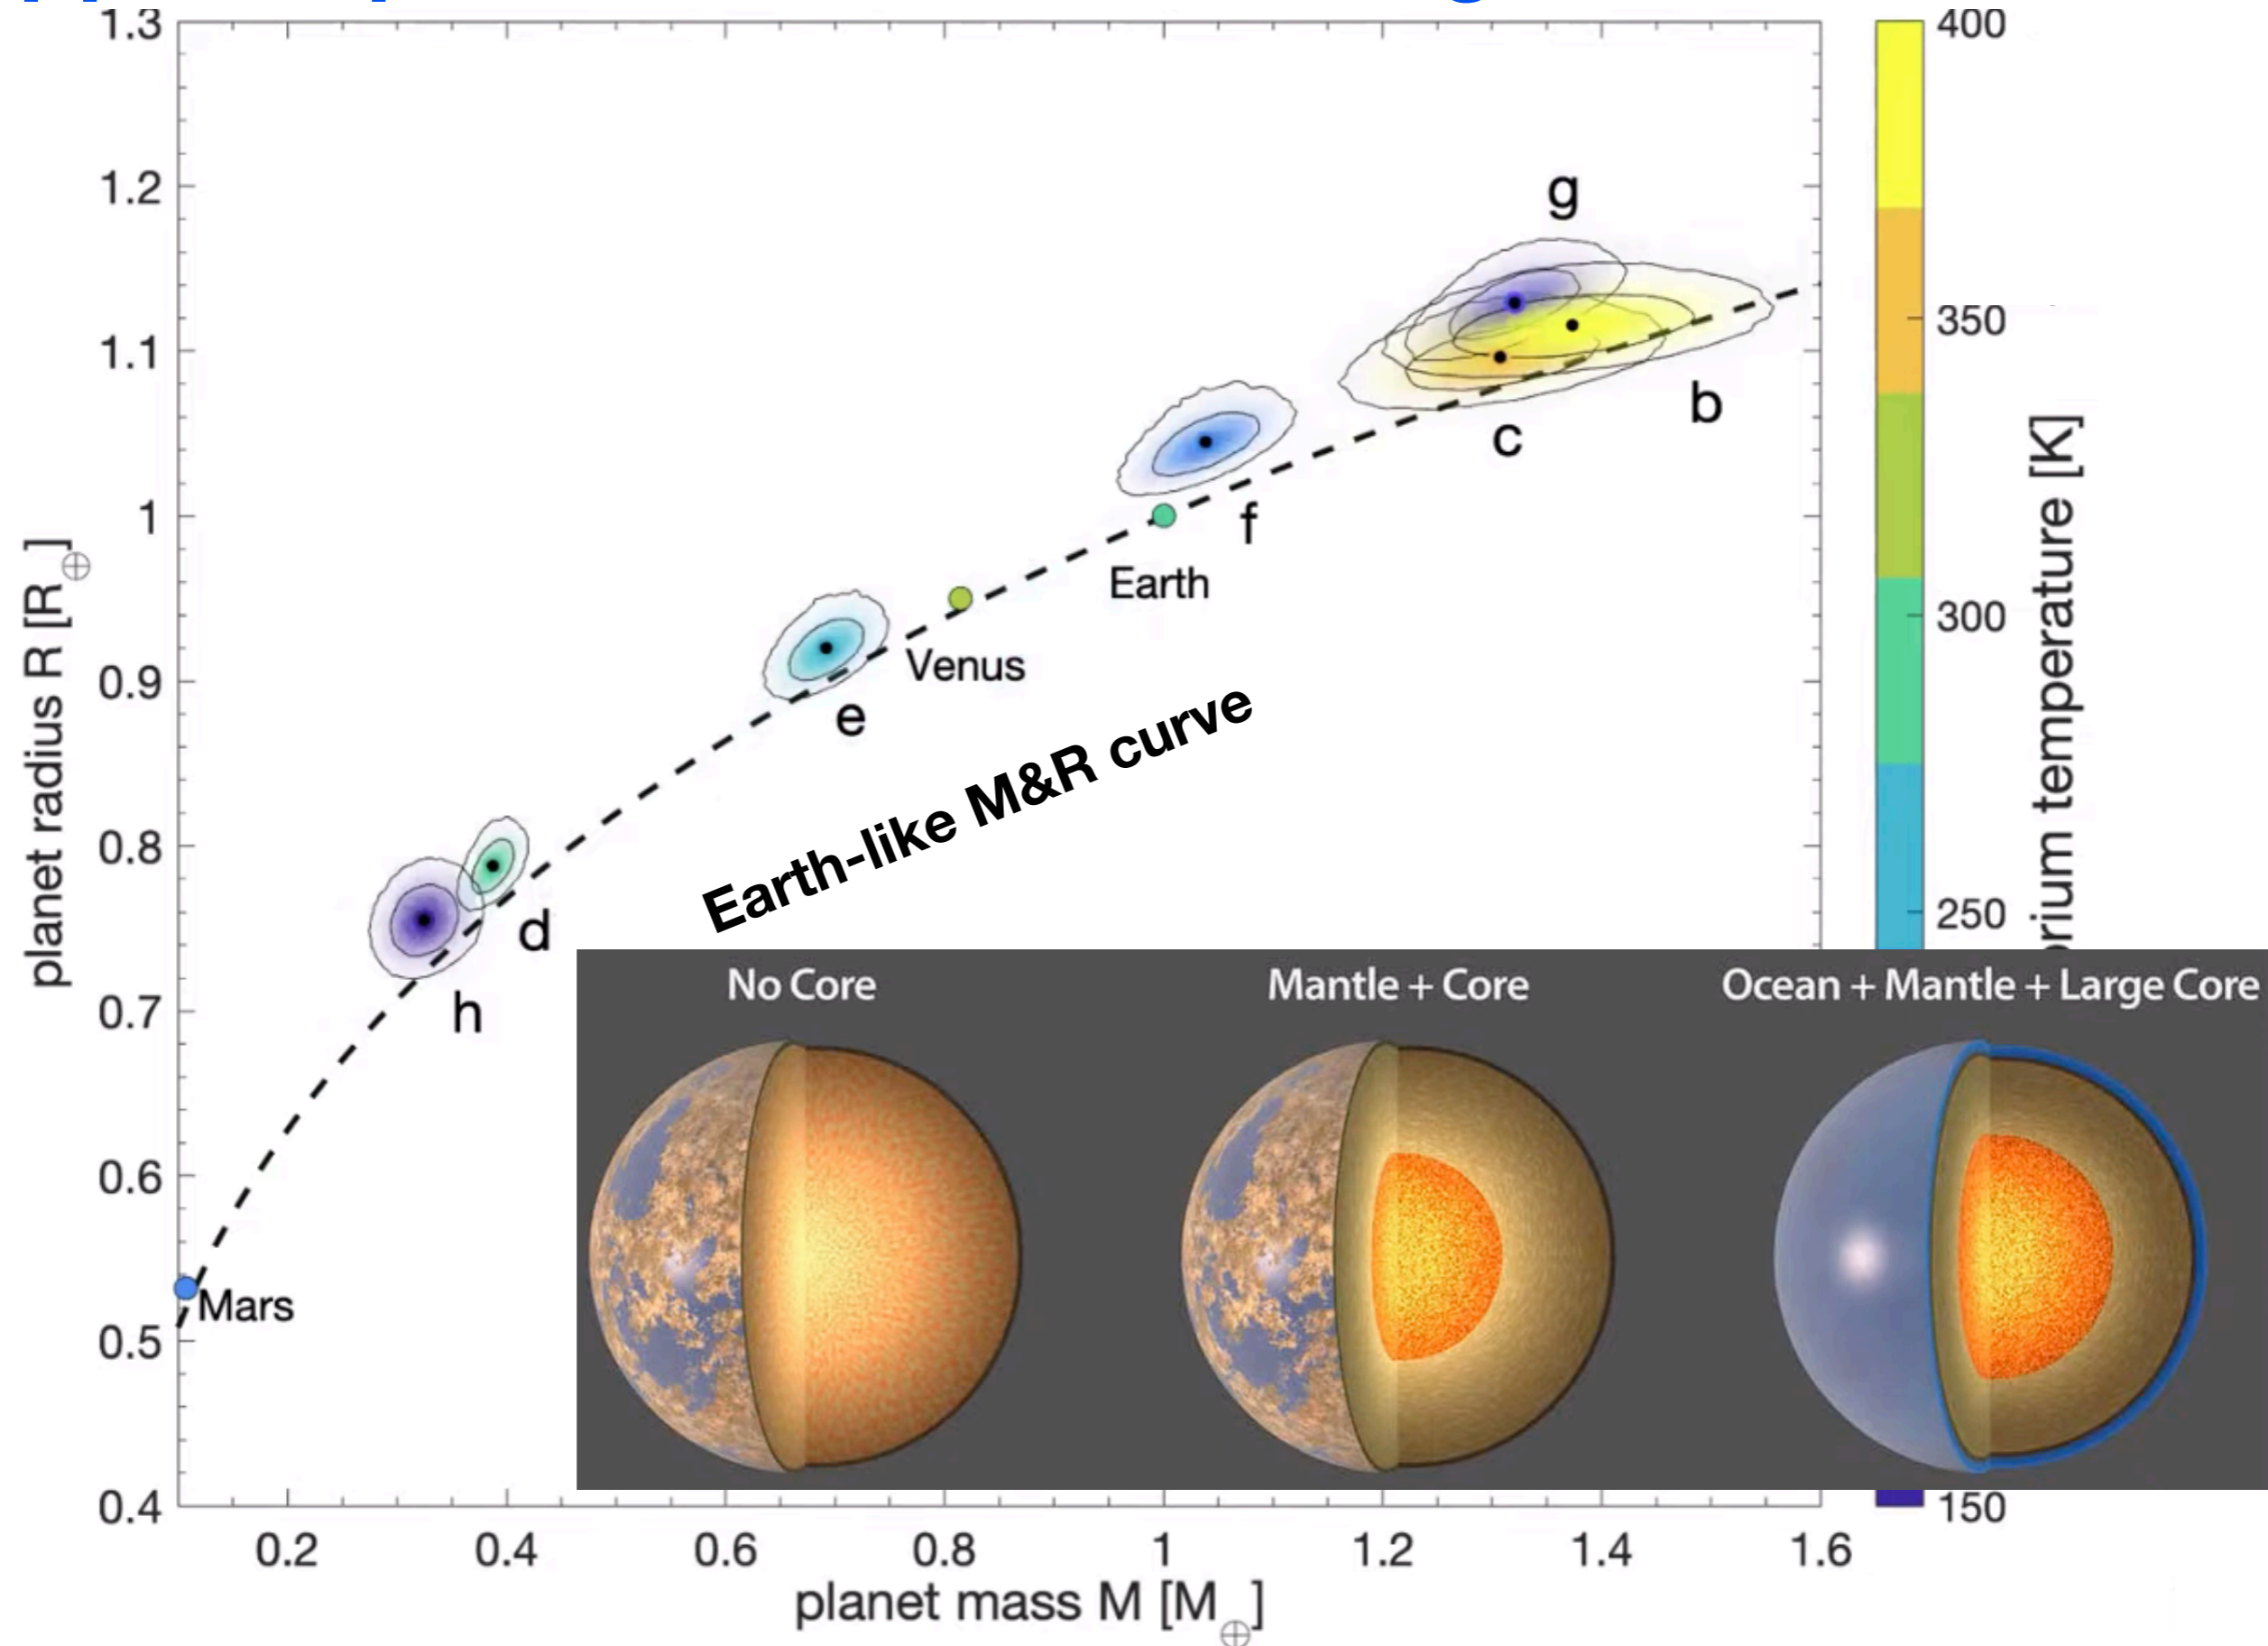 1.3
1.2
1.1
1
0.9
0.8
0.7
0.6
0.5
0.4
planet radius R [R⊕]
0.2
0.4
0.6
0.8
1
1.2
1.4
1.6
planet mass M [M⊕]
g
b
c
f
Earth
Venus
e
d
h
Mars
Earth-like M&R curve
400
350
300
250
150
temperature [K]
No Core
Mantle + Core
Ocean + Mantle + Large Core